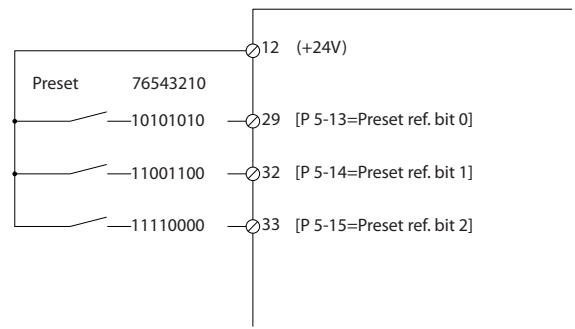 12 (+24V)
Preset 76543210
10101010 29 [P 5-13=Preset ref. bit 0]
11001100 32 [P 5-14=Preset ref. bit 1]
11110000 33 [P 5-15=Preset ref. bit 2]